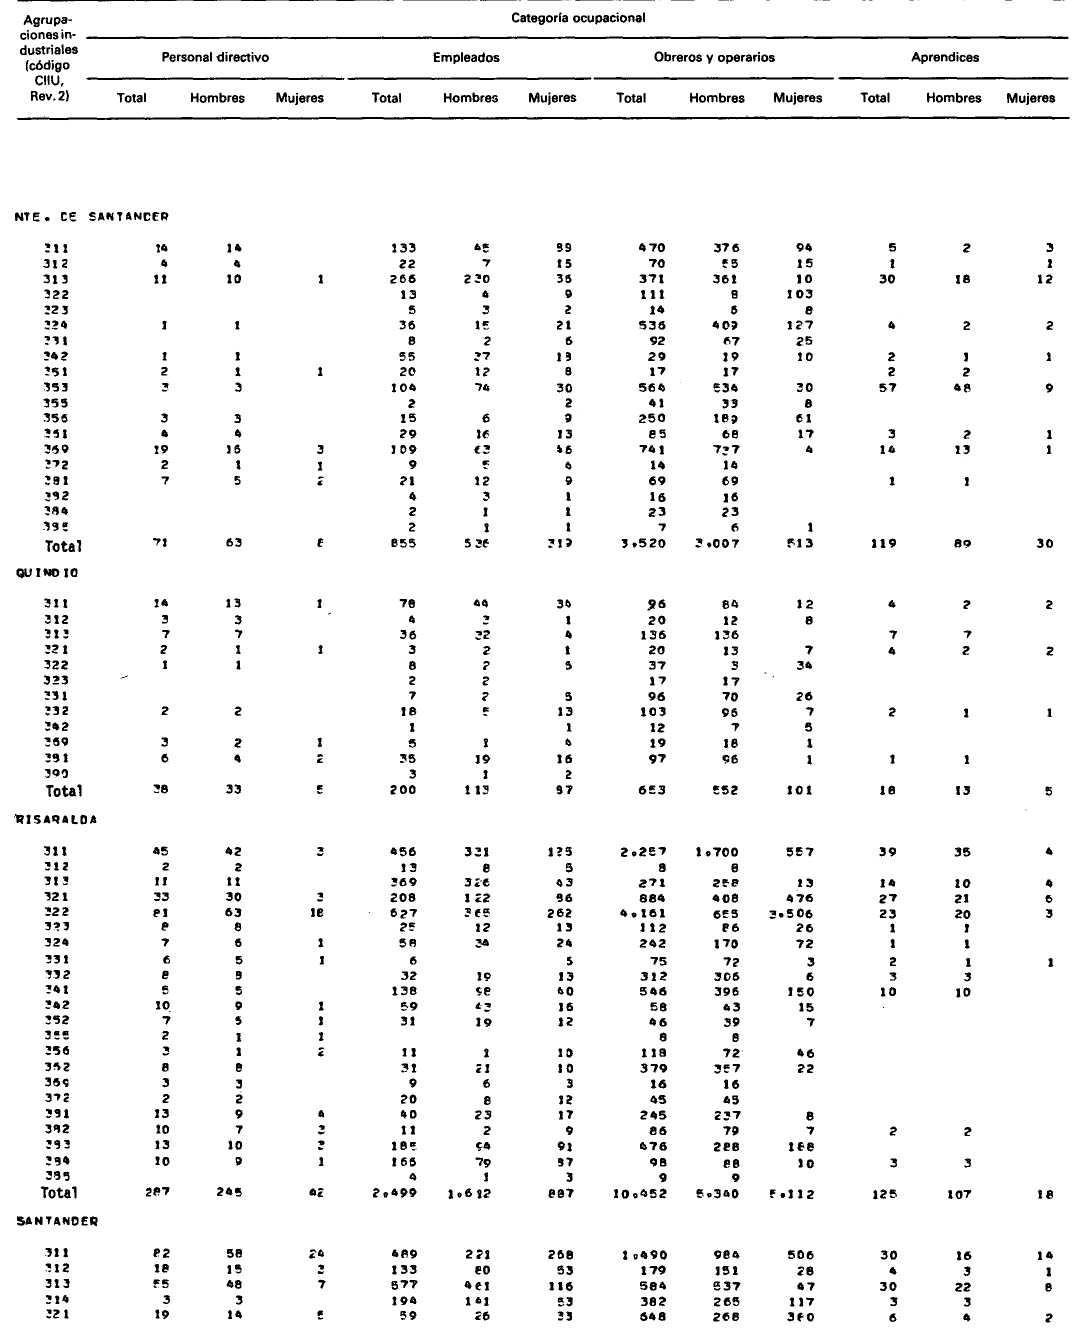 Agrupa- Categoría ocupacional
ciones in-
dustriales Personal directivo Empleados Obreros y operarios Aprendices
(código
CIIU,
Rev. 2) Total Hombres Mujeres Total Hombres Mujeres Total Hombres Mujeres Total Hombres Mujeres
NTE. DE SANTANDER
311 14 14 133 45 89 470 376 94 5 2 3
312 4 4 22 7 15 70 55 15 1 1
313 11 10 1 266 230 36 371 361 10 30 18 12
322 13 4 9 111 8 103
323 5 3 2 14 6 8
324 1 1 36 15 21 536 409 127 4 2 2
331 8 2 6 92 67 25
342 1 1 55 37 18 29 19 10 2 1 1
351 2 1 1 20 12 8 17 17 2 2
353 3 3 104 74 30 564 534 30 57 48 9
355 2 2 41 33 8
356 3 3 15 6 9 250 189 61
361 4 4 29 16 13 85 68 17 3 2 1
369 19 16 3 109 63 46 741 737 4 14 13 1
372 2 1 1 9 5 4 14 14
381 7 5 2 21 12 9 69 69 1 1
382 4 3 1 16 16
384 2 1 1 23 23
385 2 1 1 7 6 1
Total 71 63 8 855 536 319 3.520 3.007 513 119 89 30
QUINDIO
311 14 13 1 78 44 34 96 84 12 4 2 2
312 3 3 4 3 1 20 12 8
313 7 7 36 32 4 136 136 7 7
321 2 1 1 3 2 1 20 13 7 4 2 2
322 1 1 8 2 5 37 3 34
323 2 2 17 17
331 7 2 5 96 70 26
332 2 2 18 5 13 103 96 7 2 1 1
342 1 1 12 7 5
369 3 2 1 5 1 4 19 18 1
381 6 4 2 35 19 16 97 96 1 1 1
390 3 1 2
Total 38 33 5 200 113 87 653 552 101 18 13 5
RISARALDA
311 45 42 3 456 331 125 2.257 1.700 557 39 35 4
312 2 2 13 8 5 8 8
313 11 11 369 326 43 271 258 13 14 10 4
321 33 30 3 208 122 86 884 408 476 27 21 6
322 81 63 18 627 365 262 4.161 655 3.506 23 20 3
323 8 8 25 12 13 112 86 26 1 1
324 7 6 1 58 34 24 242 170 72 1 1
331 6 5 1 6 5 75 72 3 2 1 1
332 8 8 32 19 13 312 306 6 3 3
341 5 5 138 98 40 546 396 150 10 10
342 10 9 1 59 43 16 58 43 15
352 7 5 1 31 19 12 46 39 7
355 2 1 1 8 8
356 3 1 2 11 1 10 118 72 46
362 8 8 31 21 10 379 357 22
369 3 3 9 6 3 16 16
372 2 2 20 8 12 45 45
381 13 9 4 40 23 17 245 237 8
382 10 7 3 11 2 9 86 79 7 2 2
383 13 10 3 185 94 91 476 288 188
384 10 9 1 166 79 87 98 88 10 3 3
385 4 1 3 9 9
Total 287 245 42 2.499 1.612 887 10.452 5.340 5.112 125 107 18
SANTANDER
311 82 58 24 489 221 268 1.490 984 506 30 16 14
312 18 15 3 133 80 53 179 151 28 4 3 1
313 55 48 7 577 461 116 584 537 47 30 22 8
314 3 3 194 141 53 382 265 117 3 3
321 19 14 5 59 26 33 648 268 380 6 4 2